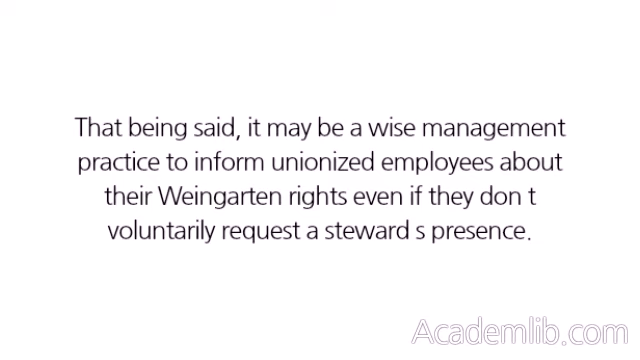 That being said, it may be a wise management
practice to inform unionized employees about
their Weingarten rights even if they don t
voluntarily request a steward s presence.
Academlib.com